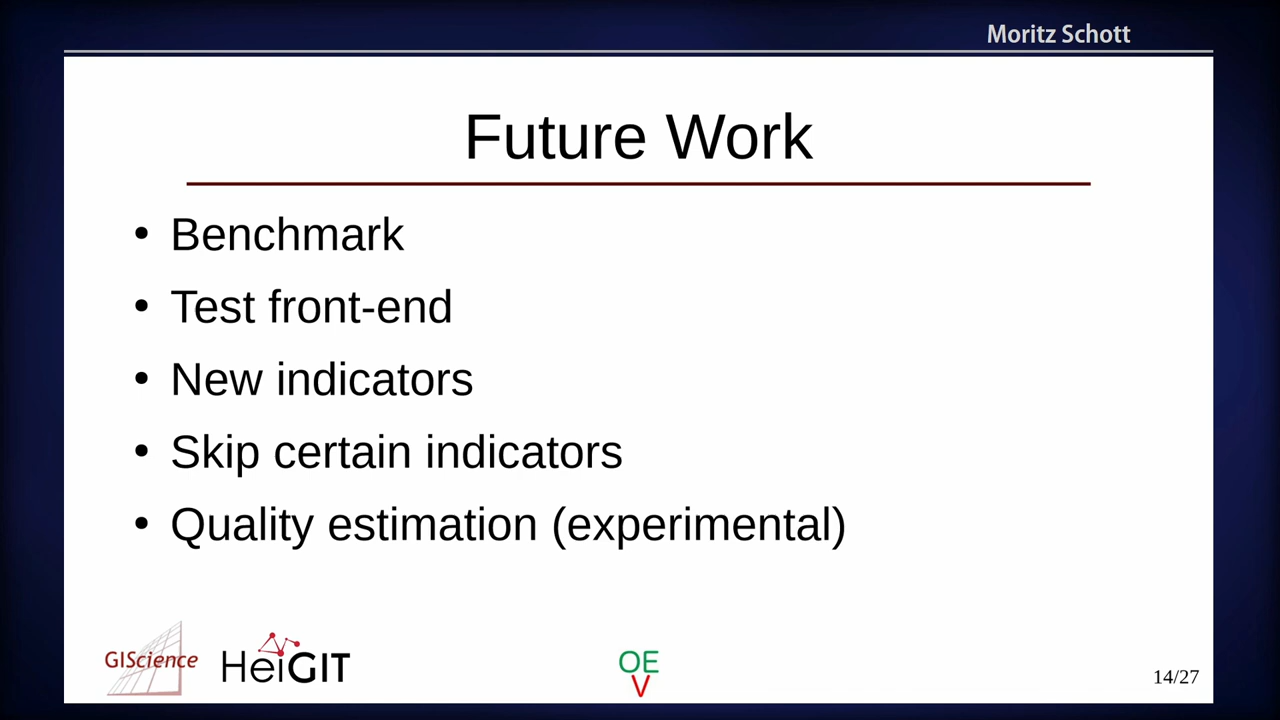 Moritz Schott
Future Work
• Benchmark
• Test front-end
• New indicators
• Skip certain indicators
• Quality estimation (experimental)
GIScience
HeiGIT
OE
V
14/27